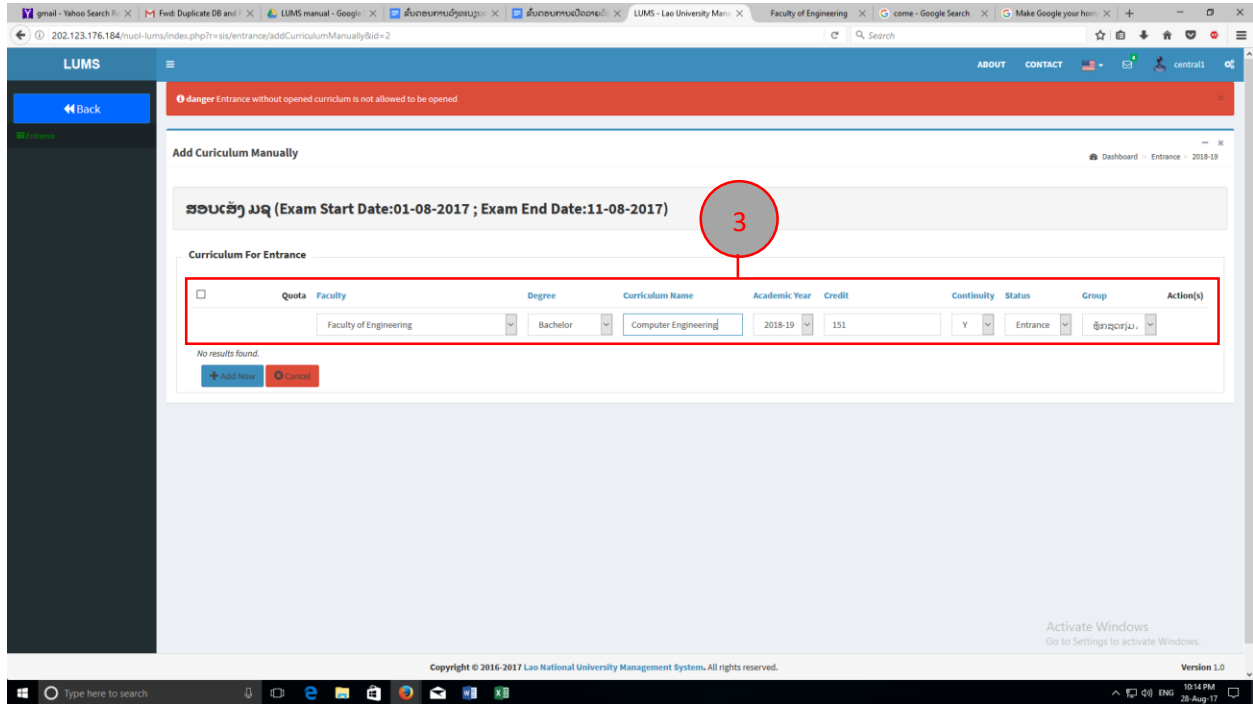 gmail - Yahoo Search Re
Fwd: Duplicate DB and F
LUMS manual - Google
LUMS - Lao University Mana
Faculty of Engineering
come - Google Search
Make Google your hom
202.123.176.184/nuol-lums/index.php?r=sis/entrance/addCurriculumManually&id=2
Search
LUMS
ABOUT CONTACT central1
Back
danger Entrance without opened curriclum is not allowed to be opened
Entrance
Add Curiculum Manually
Dashboard > Entrance > 2018-19
ສອບເສັງ ມຊ (Exam Start Date:01-08-2017 ; Exam End Date:11-08-2017)
3
Curriculum For Entrance
Quota Faculty Degree Curriculum Name Academic Year Credit Continuity Status Group Action(s)
Faculty of Engineering Bachelor Computer Engineering 2018-19 151 Y Entrance
No results found.
Add Now Cancel
Activate Windows
Go to Settings to activate Windows.
Copyright © 2016-2017 Lao National University Management System. All rights reserved.
Version 1.0
Type here to search
ENG 10:14 PM
28-Aug-17